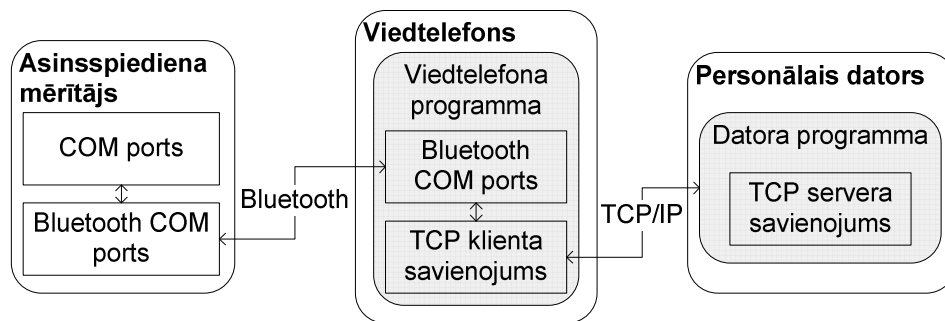 Asinsspiediena
mērītājs
COM ports
Bluetooth COM
ports
Bluetooth
Viedtelefons
Viedtelefona
programma
Bluetooth
COM ports
TCP klienta
savienojums
TCP/IP
Personālais dators
Datora programma
TCP servera
savienojums